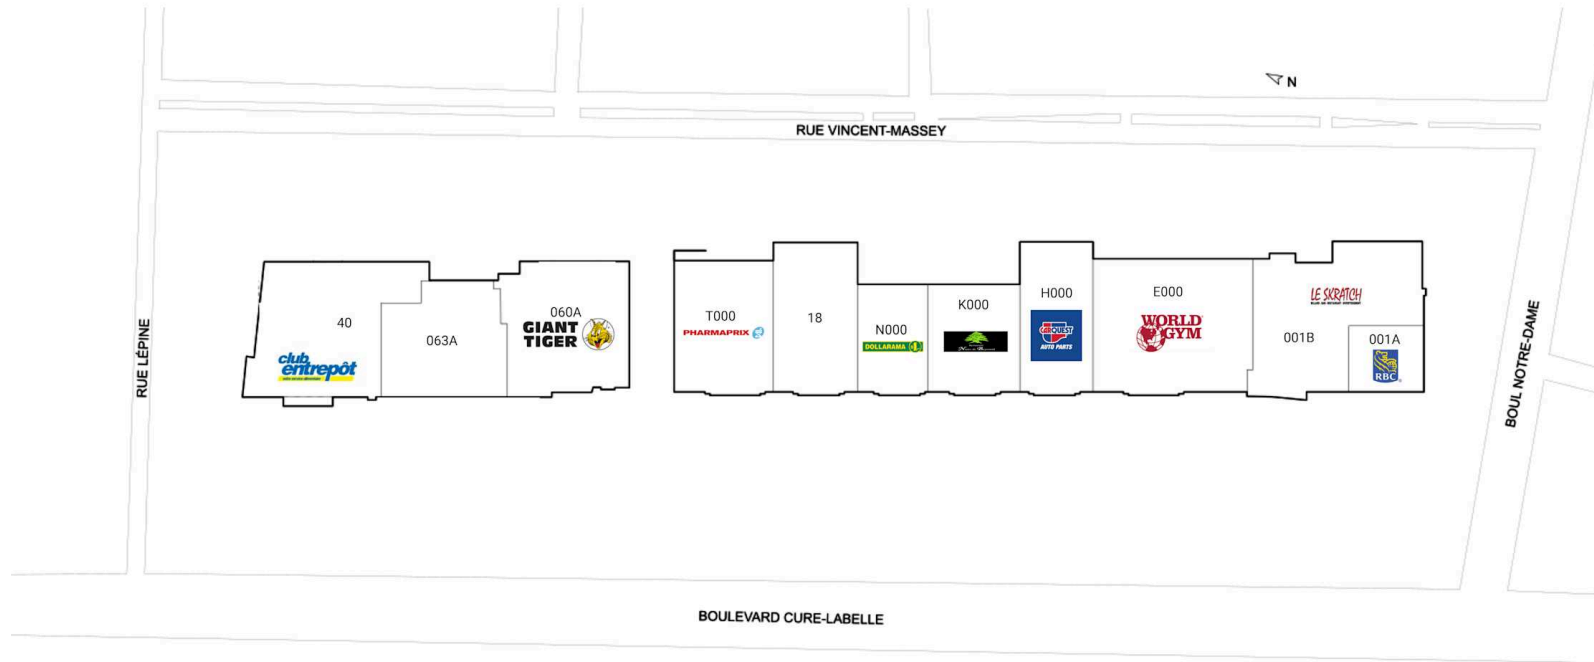 N
RUE VINCENT-MASSEY
RUE LÉPINE
40
club
entrepôt
063A
060A
GIANT
TIGER
T000
PHARMAPRIX
18
N000
DOLLARAMA
K000
H000
CARQUEST
AUTO PARTS
E000
WORLD
GYM
LE SKRATCH
001B
001A
RBC
BOUL NOTRE-DAME
BOULEVARD CURE-LABELLE